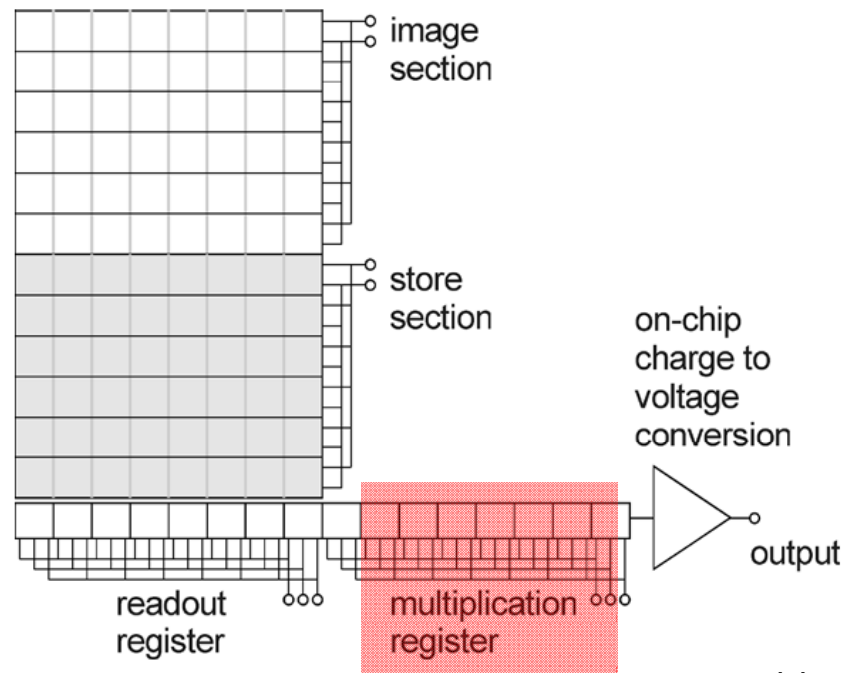 image
section
store
section
on-chip
charge to
voltage
conversion
output
readout
register
multiplication
register